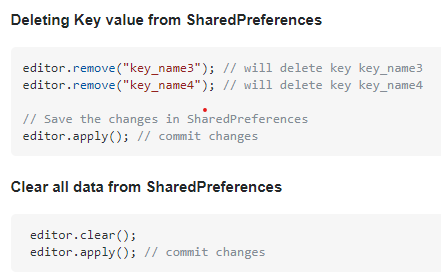 Deleting Key value from SharedPreferences
editor.remove("key_name3"); // will delete key key_name3
editor.remove("key_name4"); // will delete key key_name4
// Save the changes in SharedPreferences
editor.apply(); // commit changes
Clear all data from SharedPreferences
editor.clear();
editor.apply(); // commit changes